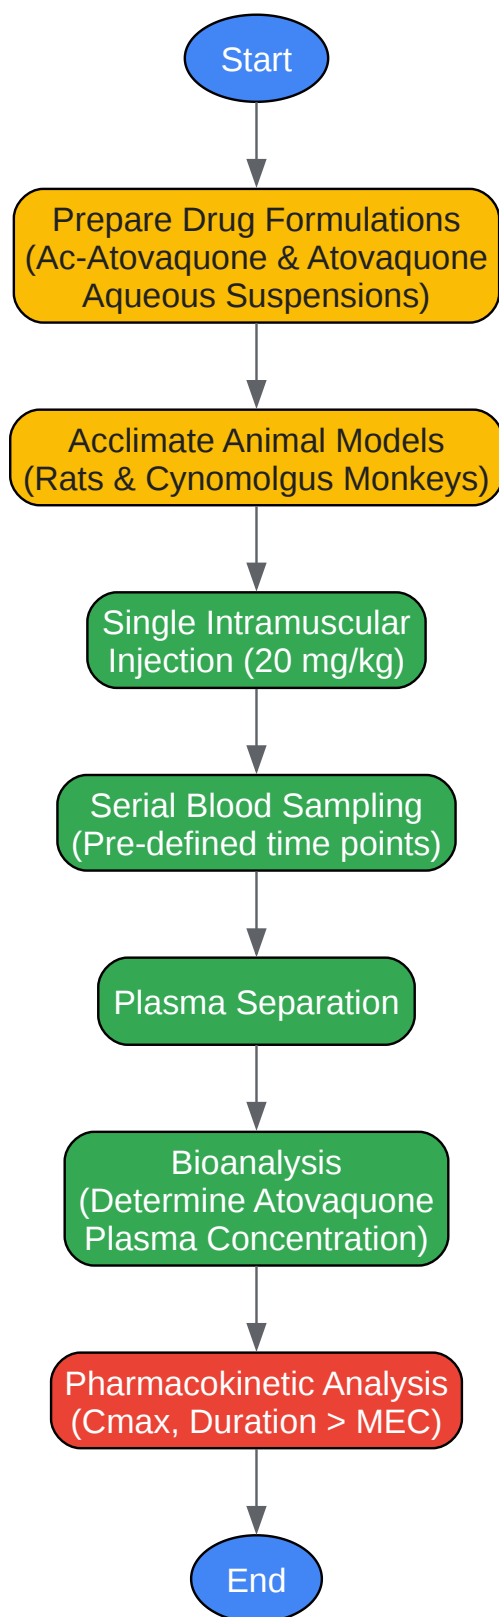 Start
Prepare Drug Formulations
(Ac-Atovaquone & Atovaquone
Aqueous Suspensions)
Acclimate Animal Models
(Rats & Cynomolgus Monkeys)
Single Intramuscular
Injection (20 mg/kg)
Serial Blood Sampling
(Pre-defined time points)
Plasma Separation
Bioanalysis
(Determine Atovaquone
Plasma Concentration)
Pharmacokinetic Analysis
(Cmax, Duration > MEC)
End